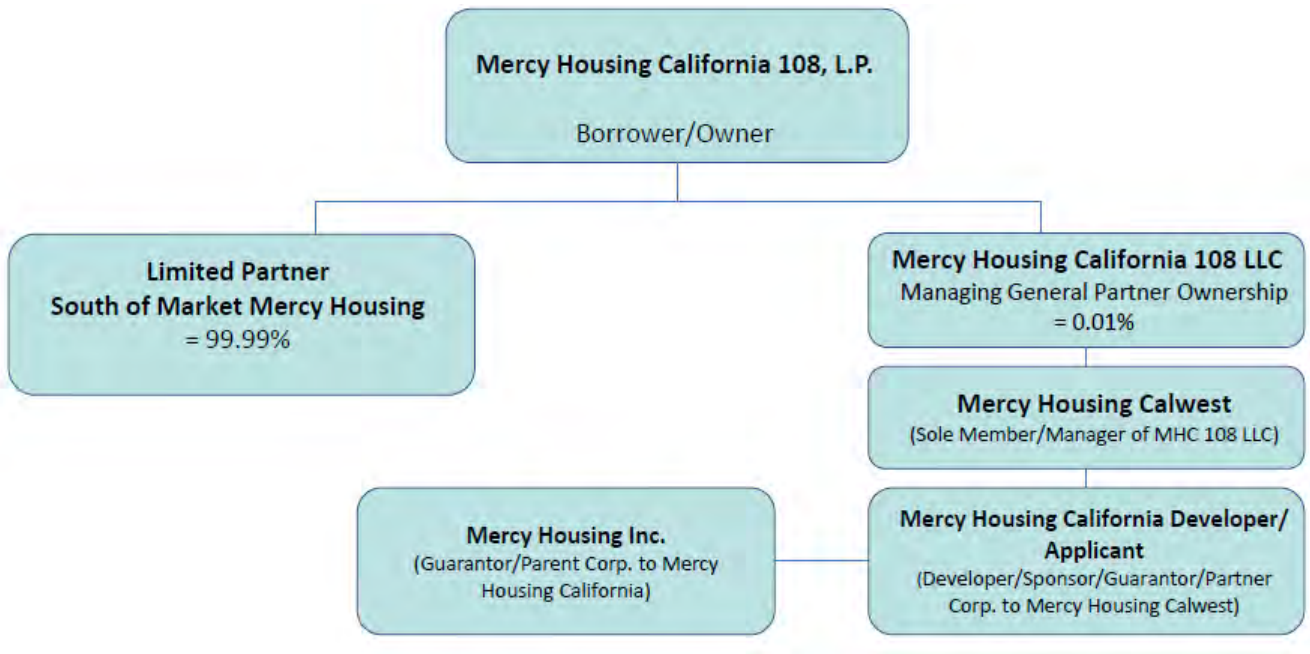 Mercy Housing California 108, L.P.
Borrower/Owner
Limited Partner
South of Market Mercy Housing
= 99.99%
Mercy Housing California 108 LLC
Managing General Partner Ownership
= 0.01%
Mercy Housing Calwest
(Sole Member/Manager of MHC 108 LLC)
Mercy Housing Inc.
(Guarantor/Parent Corp. to Mercy
Housing California)
Mercy Housing California Developer/
Applicant
(Developer/Sponsor/Guarantor/Partner
Corp. to Mercy Housing Calwest)